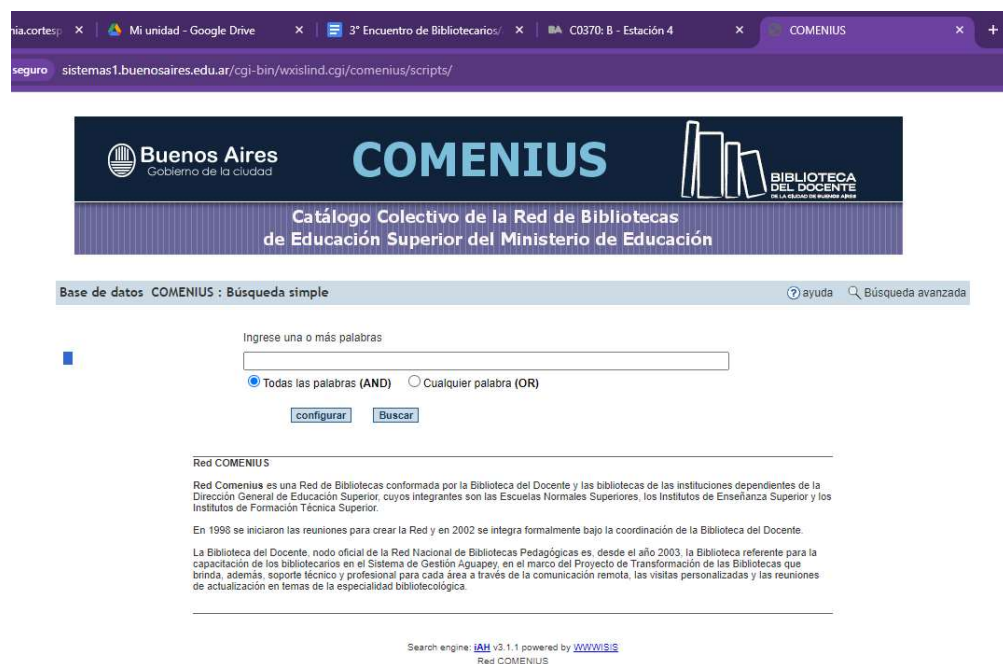 nia.cortesp
Mi unidad - Google Drive
3° Encuentro de Bibliotecarios/
BA C0370: B - Estación 4
COMENIUS
seguro sistemas1.buenosaires.edu.ar/cgi-bin/wxislind.cgi/comenius/scripts/
Buenos Aires
Gobierno de la ciudad
COMENIUS
BIBLIOTECA
DEL DOCENTE
DE LA CIUDAD DE BUENOS AIRES
Catálogo Colectivo de la Red de Bibliotecas
de Educación Superior del Ministerio de Educación
Base de datos COMENIUS : Búsqueda simple
? ayuda
Búsqueda avanzada
Ingrese una o más palabras
Todas las palabras (AND) Cualquier palabra (OR)
configurar Buscar
Red COMENIUS
Red Comenius es una Red de Bibliotecas conformada por la Biblioteca del Docente y las bibliotecas de las instituciones dependientes de la
Dirección General de Educación Superior, cuyos integrantes son las Escuelas Normales Superiores, los Institutos de Enseñanza Superior y los
Institutos de Formación Técnica Superior.
En 1998 se iniciaron las reuniones para crear la Red y en 2002 se integra formalmente bajo la coordinación de la Biblioteca del Docente.
La Biblioteca del Docente, nodo oficial de la Red Nacional de Bibliotecas Pedagógicas es, desde el año 2003, la Biblioteca referente para la
capacitación de los bibliotecarios en el Sistema de Gestión Aguapey, en el marco del Proyecto de Transformación de las Bibliotecas que
brinda, además, soporte técnico y profesional para cada área a través de la comunicación remota, las visitas personalizadas y las reuniones
de actualización en temas de la especialidad bibliotecológica.
Search engine: iAH v3.1.1 powered by WWWISIS
Red COMENIUS